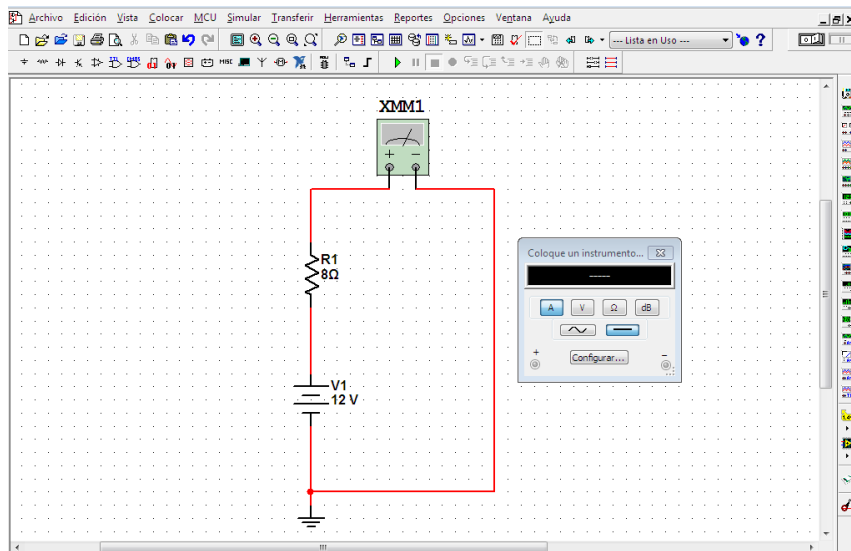 Archivo Edición Vista Colocar MCU Simular Transferir Herramientas Reportes Opciones Ventana Ayuda
--- Lista en Uso ---
MISC
XMM1
+ −
R1
8Ω
V1
12 V
Coloque un instrumento...
-----
A V Ω dB
+ Configurar... −